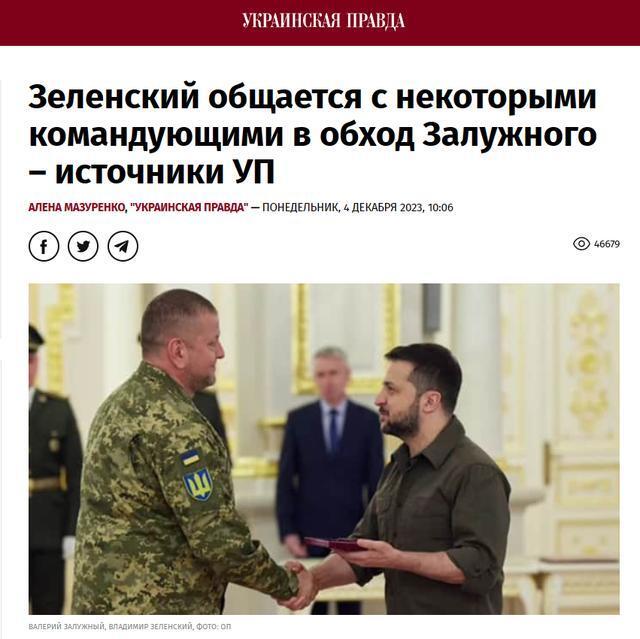 УКРАИНСКАЯ ПРАВДА
Зеленский общается с некоторыми
командующими в обход Залужного
– источники УП
АЛЕНА МАЗУРЕНКО, "УКРАИНСКАЯ ПРАВДА" — ПОНЕДЕЛЬНИК, 4 ДЕКАБРЯ 2023, 10:06
46679
ВАЛЕРИЙ ЗАЛУЖНЫЙ, ВЛАДИМИР ЗЕЛЕНСКИЙ, ФОТО: ОП